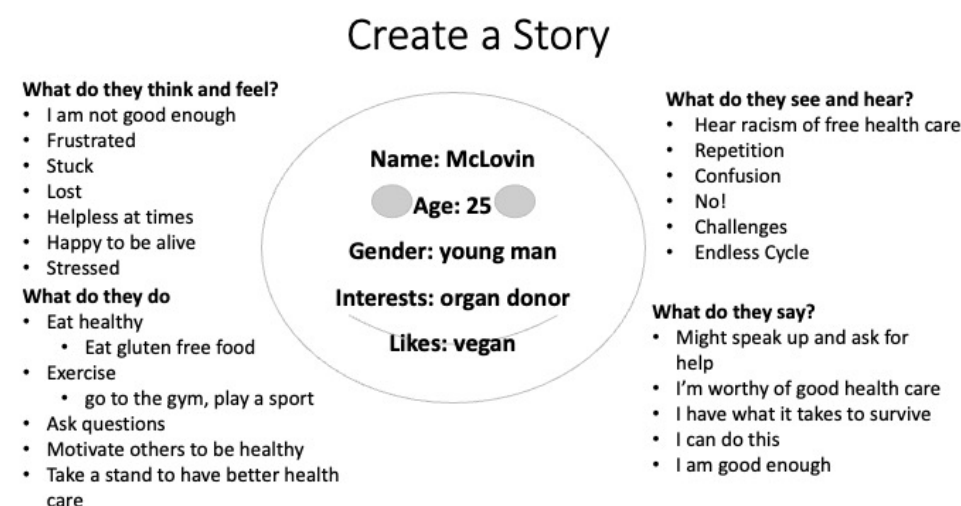 Create a Story
What do they think and feel?
• I am not good enough
• Frustrated
• Stuck
• Lost
• Helpless at times
• Happy to be alive
• Stressed
What do they do
• Eat healthy
• Eat gluten free food
• Exercise
• go to the gym, play a sport
• Ask questions
• Motivate others to be healthy
• Take a stand to have better health
care
Name: McLovin
Age: 25
Gender: young man
Interests: organ donor
Likes: vegan
What do they see and hear?
• Hear racism of free health care
• Repetition
• Confusion
• No!
• Challenges
• Endless Cycle
What do they say?
• Might speak up and ask for
help
• I'm worthy of good health care
• I have what it takes to survive
• I can do this
• I am good enough